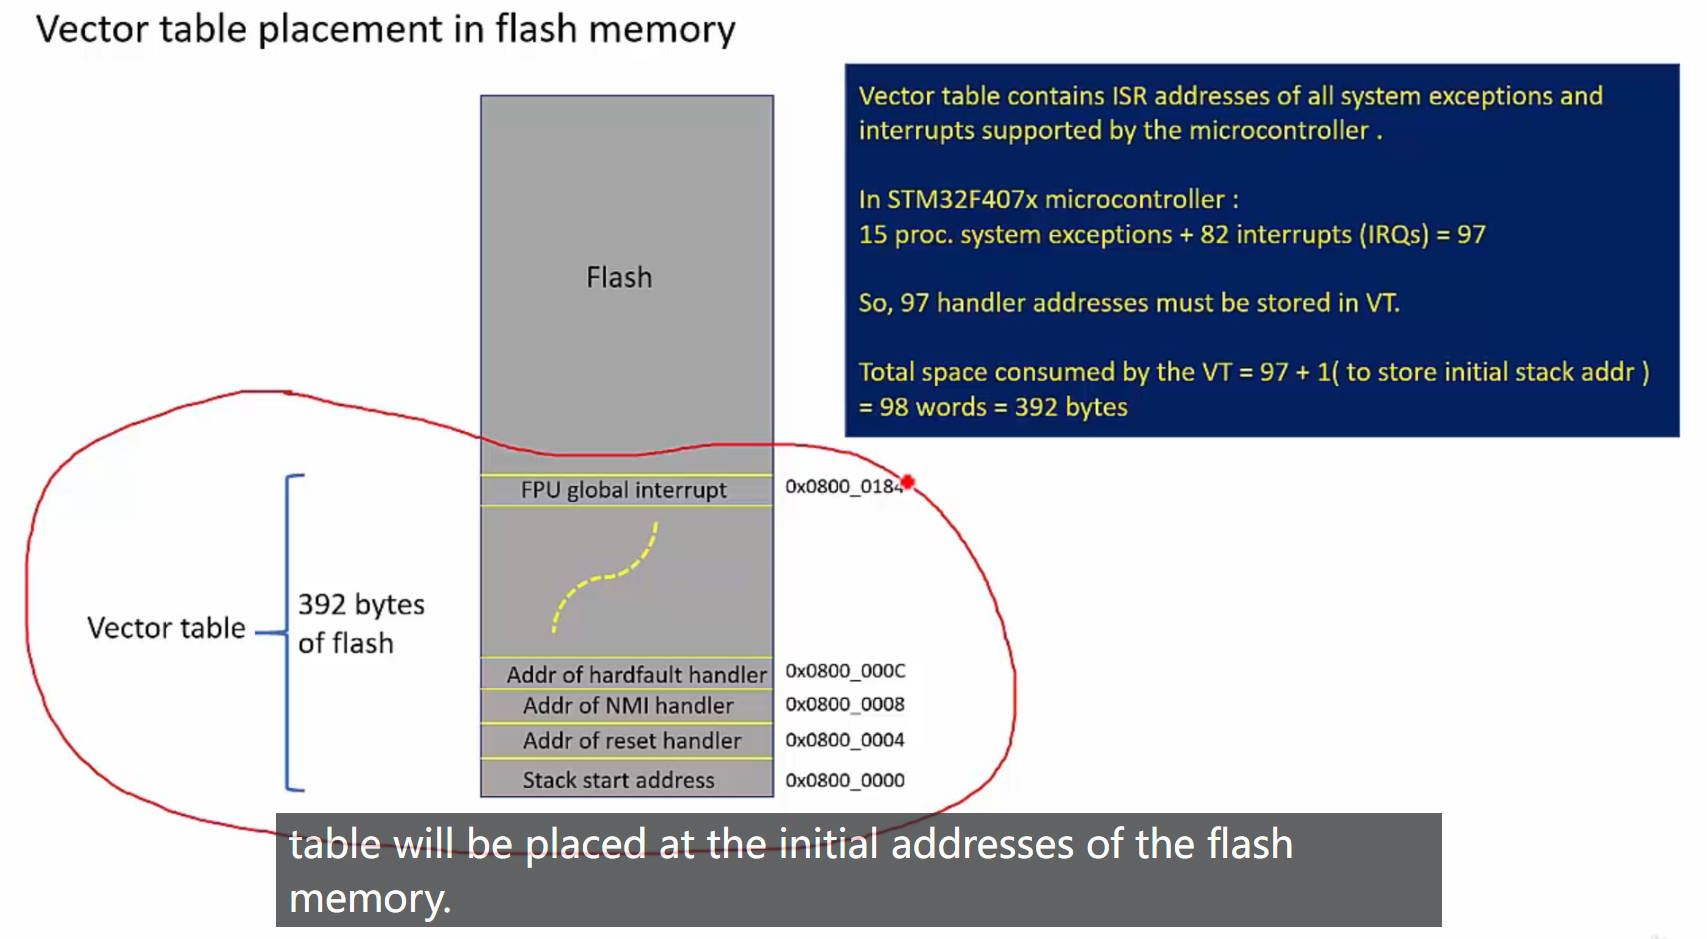 Vector table placement in flash memory
Vector table contains ISR addresses of all system exceptions and
interrupts supported by the microcontroller .
In STM32F407x microcontroller :
15 proc. system exceptions + 82 interrupts (IRQs) = 97
So, 97 handler addresses must be stored in VT.
Total space consumed by the VT = 97 + 1( to store initial stack addr )
= 98 words = 392 bytes
Flash
FPU global interrupt
0x0800_0184
Vector table
392 bytes
of flash
Addr of hardfault handler
0x0800_000C
Addr of NMI handler
0x0800_0008
Addr of reset handler
0x0800_0004
Stack start address
0x0800_0000
table will be placed at the initial addresses of the flash
memory.